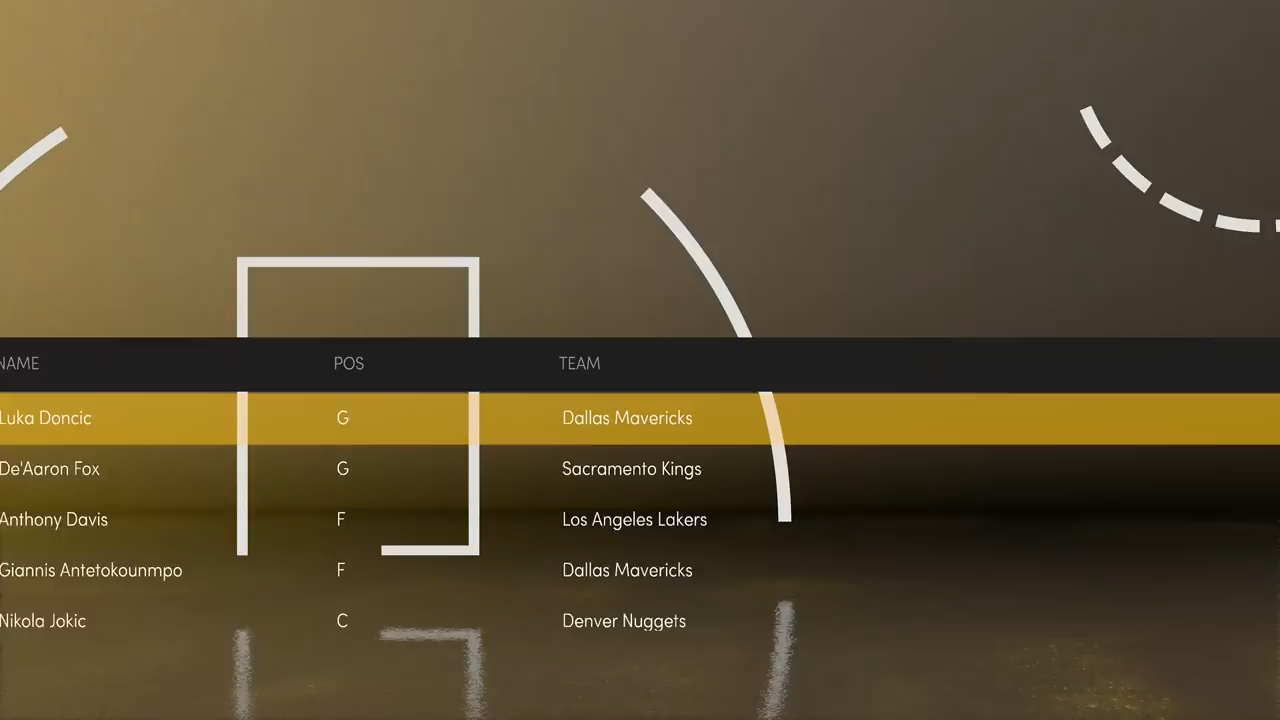 NAME POS TEAM
Luka Doncic G Dallas Mavericks
De'Aaron Fox G Sacramento Kings
Anthony Davis F Los Angeles Lakers
Giannis Antetokounmpo F Dallas Mavericks
Nikola Jokic C Denver Nuggets